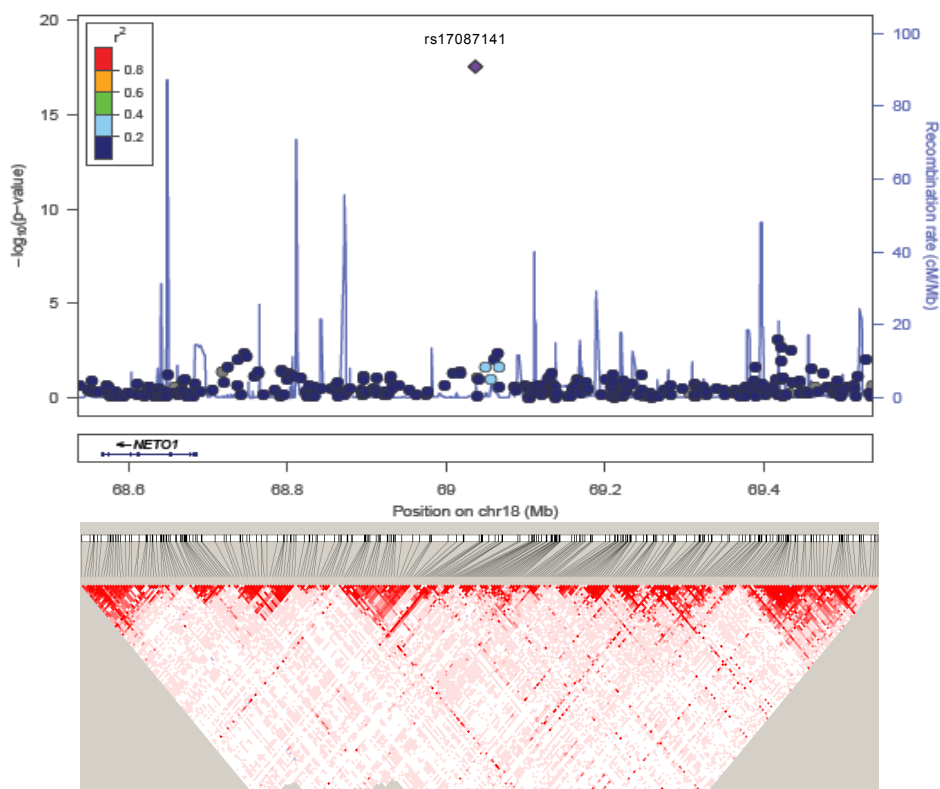 rs17087141
r²
0.8
0.6
0.4
0.2
20
15
10
5
0
−log₁₀(p−value)
100
80
60
40
20
0
Recombination rate (cM/Mb)
NETO1
68.6 68.8 69 69.2 69.4
Position on chr18 (Mb)